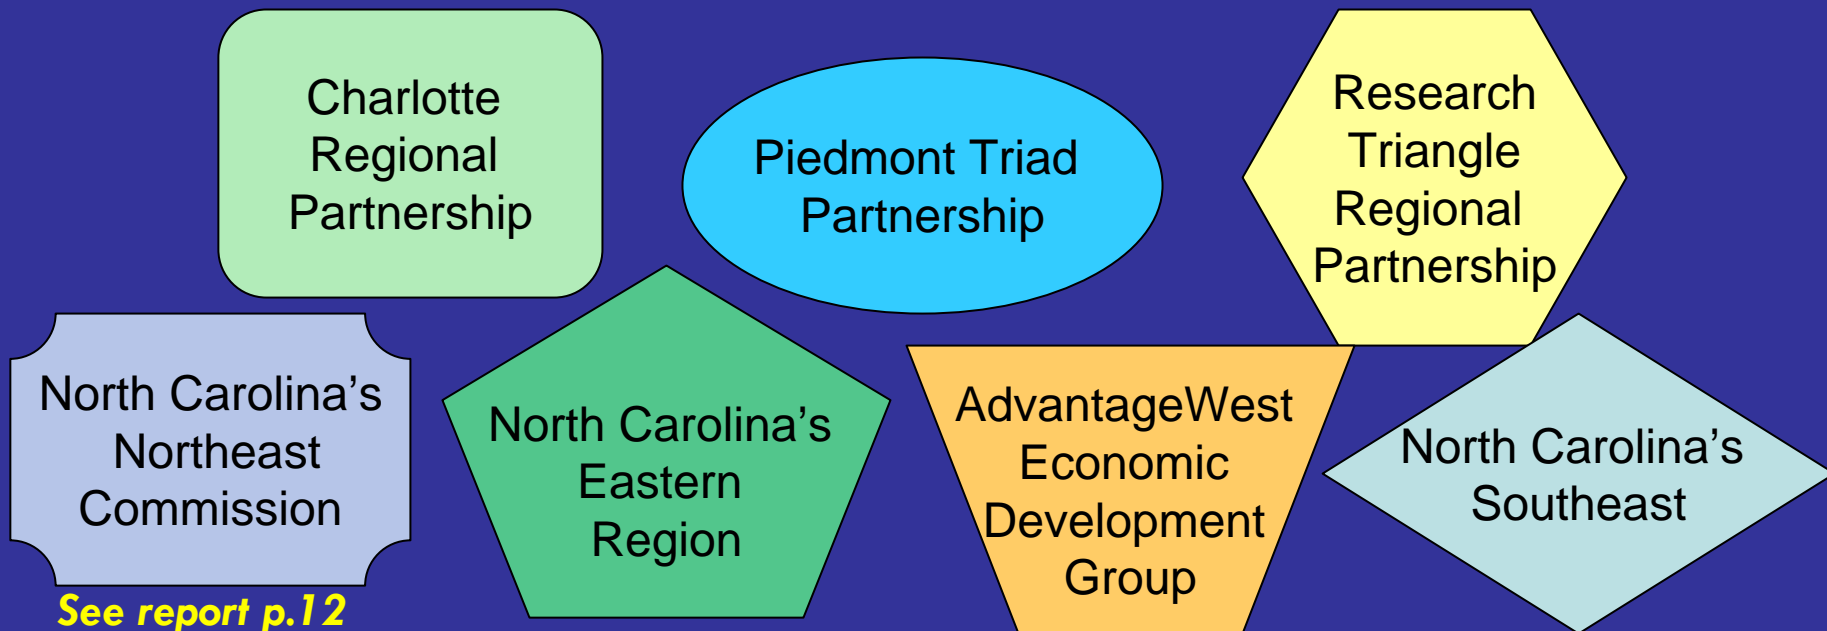 Charlotte
Regional
Partnership
Piedmont Triad
Partnership
Research
Triangle
Regional
Partnership
North Carolina’s
Northeast
Commission
North Carolina’s
Eastern
Region
AdvantageWest
Economic
Development
Group
North Carolina’s
Southeast
See report p.12